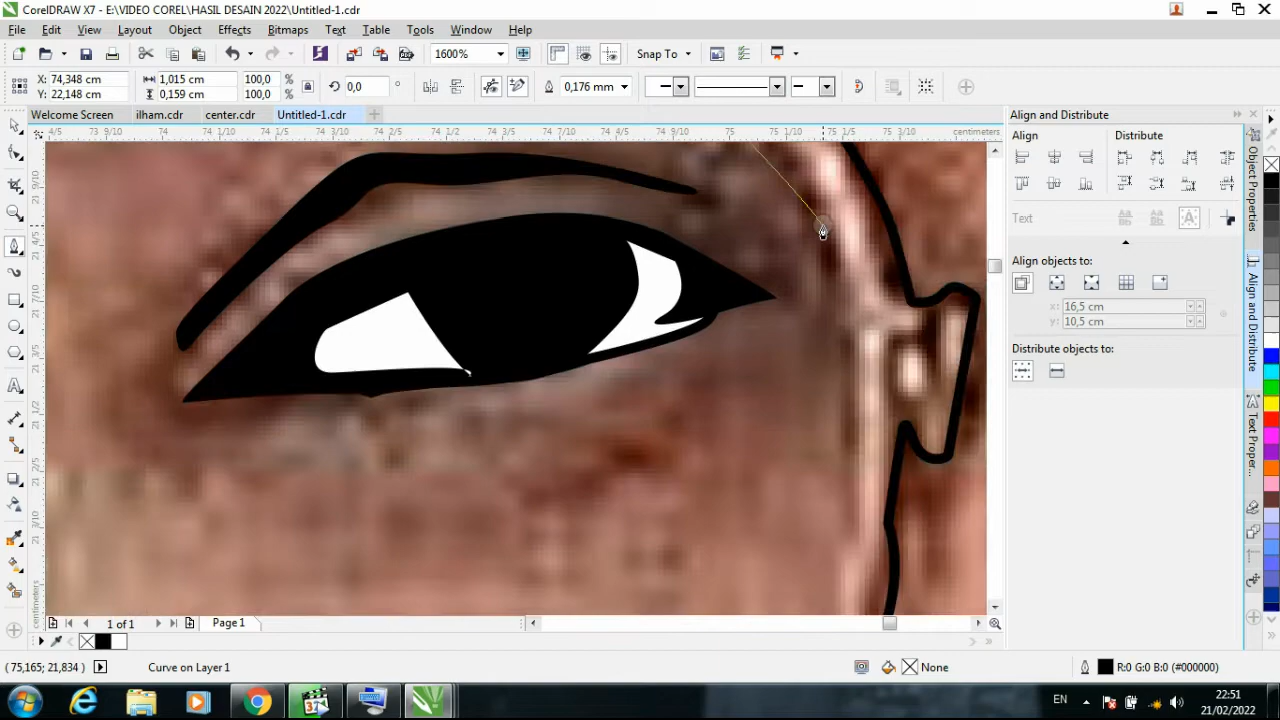 CorelDRAW X7 - E:\VIDEO COREL\HASIL DESAIN 2022\Untitled-1.cdr
File Edit View Layout Object Effects Bitmaps Text Table Tools Window Help
1600% Snap To
X: 74,348 cm 1,015 cm 100,0 % 0,0 ° 0,176 mm
Y: 22,148 cm 0,159 cm 100,0 %
Welcome Screen ilham.cdr center.cdr Untitled-1.cdr
centimeters
Align and Distribute
Align Distribute
Text
Align objects to:
x: 16,5 cm
y: 10,5 cm
Distribute objects to:
Object Properties
Align and Distribute
Text Proper...
centimeters
1 of 1 Page 1
(75,165; 21,834) Curve on Layer 1 None R:0 G:0 B:0 (#000000)
EN 22:51
21/02/2022